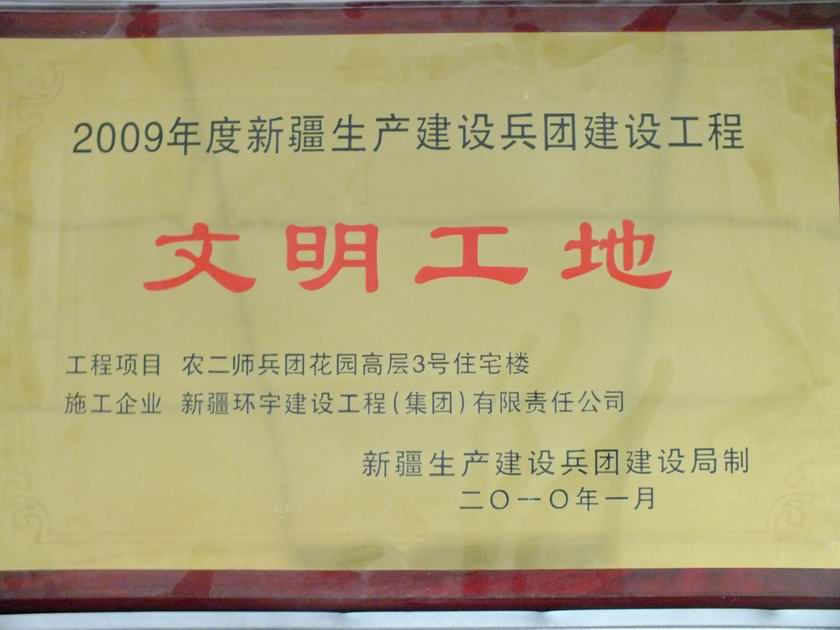 2009年度新疆生产建设兵团建设工程
文明工地
工程项目 农二师兵团花园高层3号住宅楼
施工企业 新疆环宇建设工程(集团)有限责任公司
新疆生产建设兵团建设局制
二〇一〇年一月